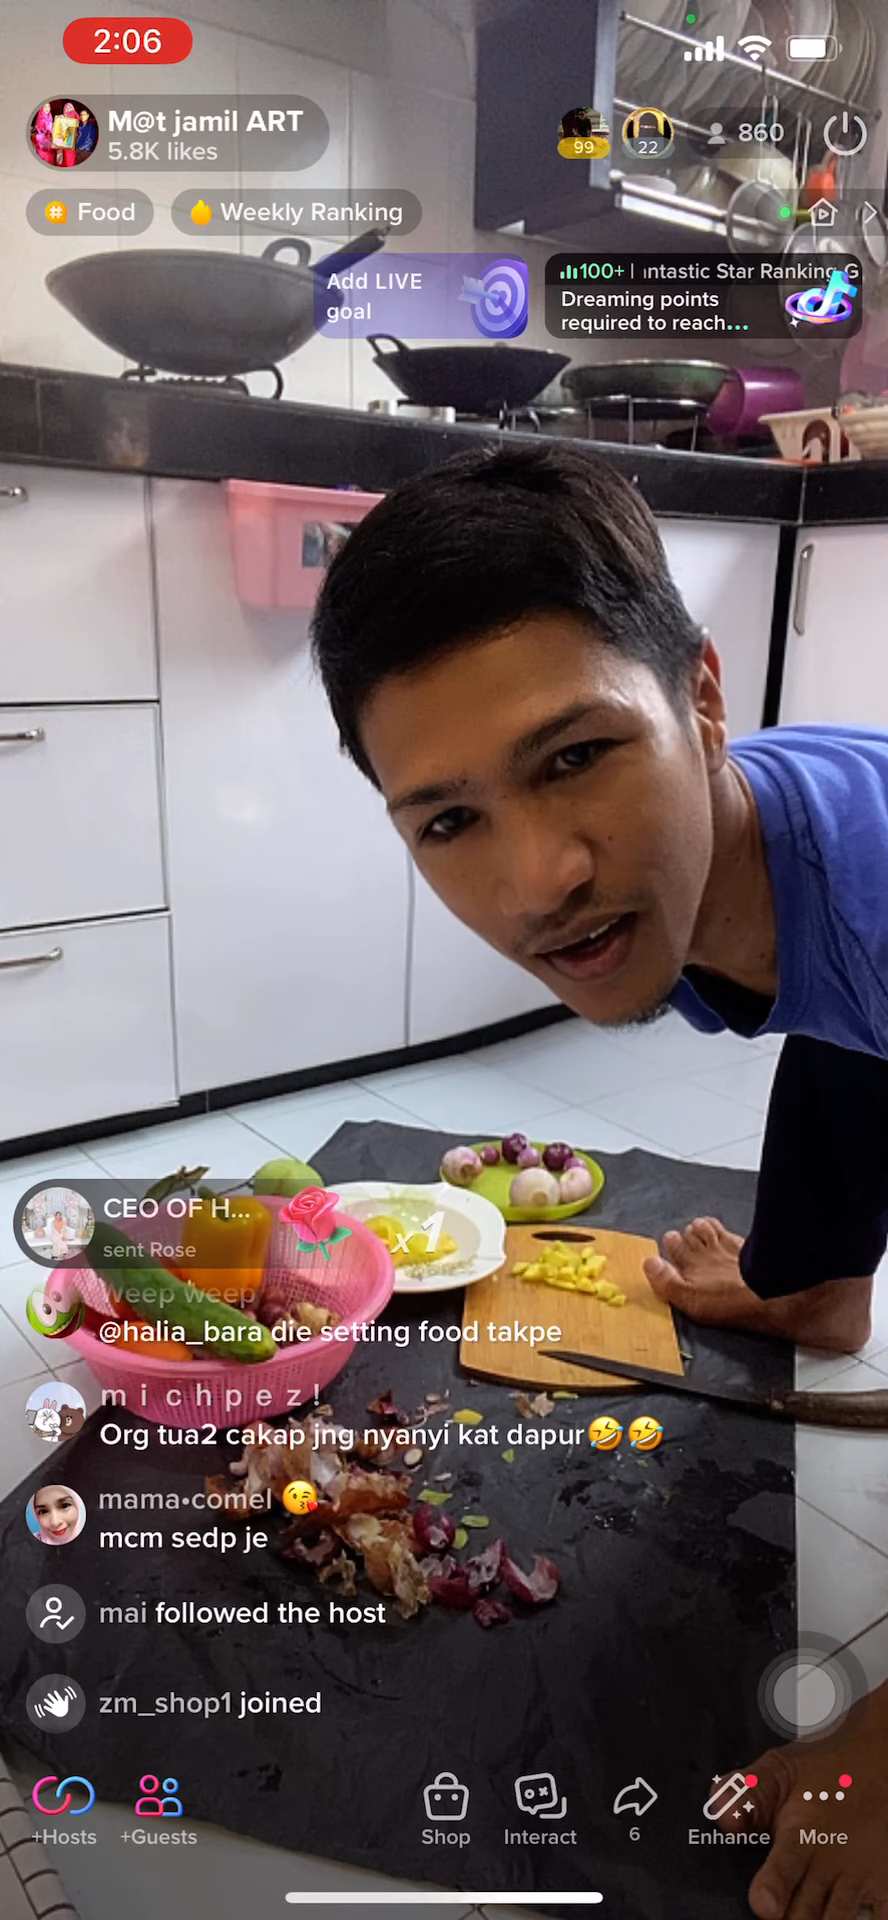 2:06
M@t jamil ART
5.8K likes
99
22
860
Food
Weekly Ranking
Add LIVE
goal
100+ | ntastic Star Ranking G
Dreaming points
required to reach...
CEO OF H...
sent Rose
x1
Weep weep
@halia_bara die setting food takpe
m i c h p e z !
Org tua2 cakap jng nyanyi kat dapur🤣🤣
mama•comel 😘
mcm sedp je
mai followed the host
zm_shop1 joined
+Hosts
+Guests
Shop
Interact
6
Enhance
More